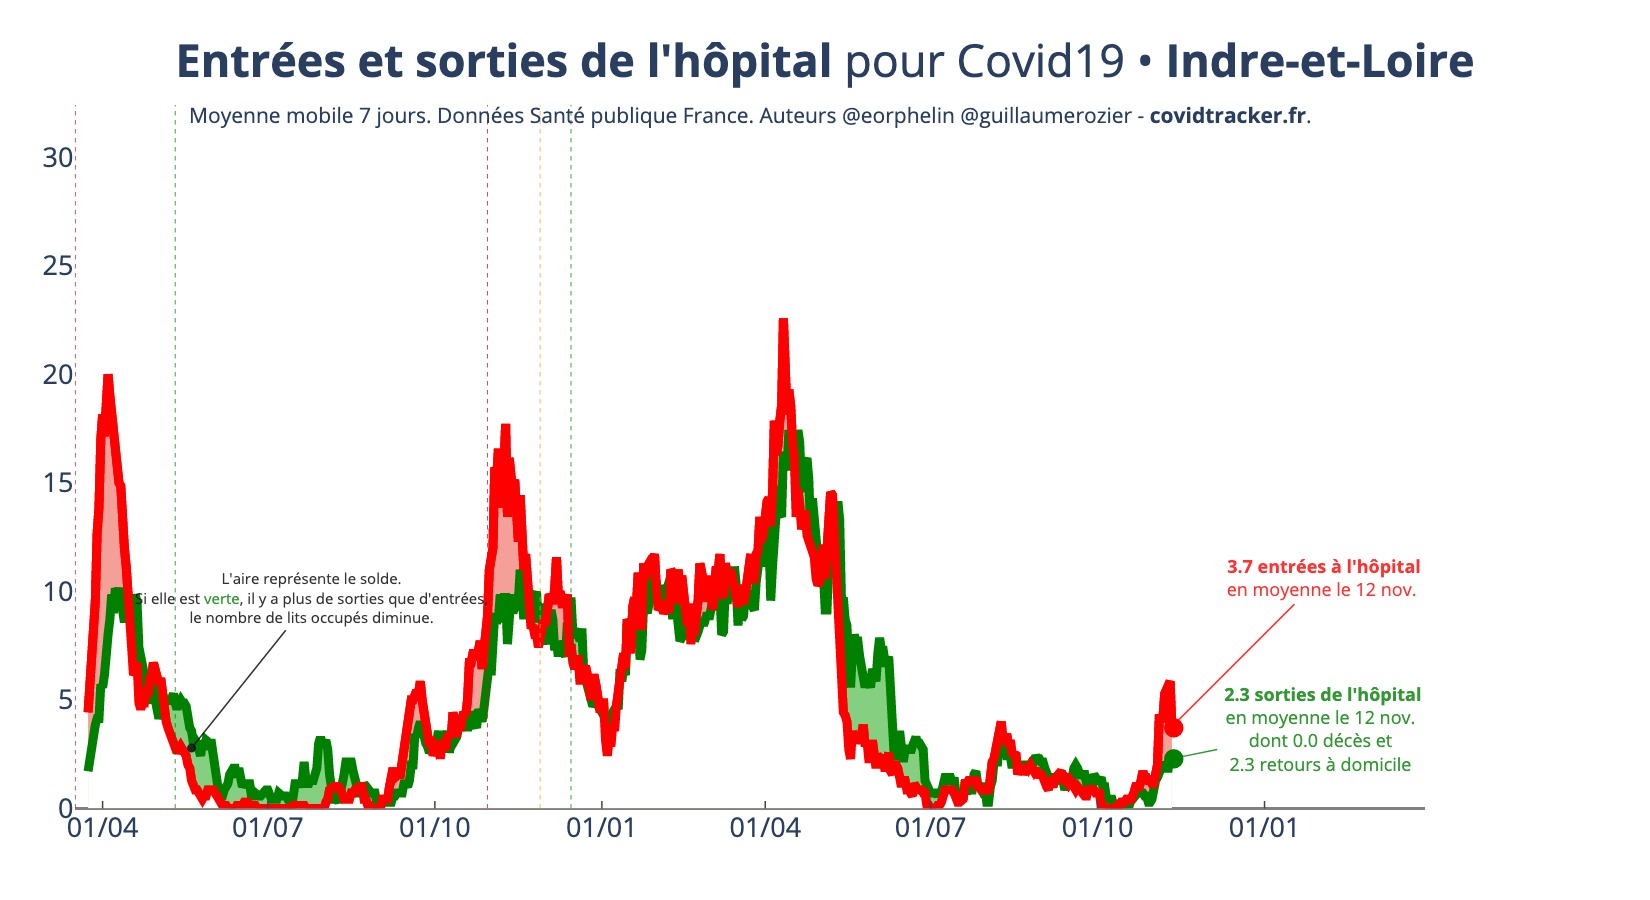 Entrées et sorties de l'hôpital pour Covid19 • Indre-et-Loire
Moyenne mobile 7 jours. Données Santé publique France. Auteurs @eorphelin @guillaumerozier - covidtracker.fr.
30
25
20
15
10
5
0
L'aire représente le solde.
Si elle est verte, il y a plus de sorties que d'entrées,
le nombre de lits occupés diminue.
3.7 entrées à l'hôpital
en moyenne le 12 nov.
2.3 sorties de l'hôpital
en moyenne le 12 nov.
dont 0.0 décès et
2.3 retours à domicile
01/04 01/07 01/10 01/01 01/04 01/07 01/10 01/01